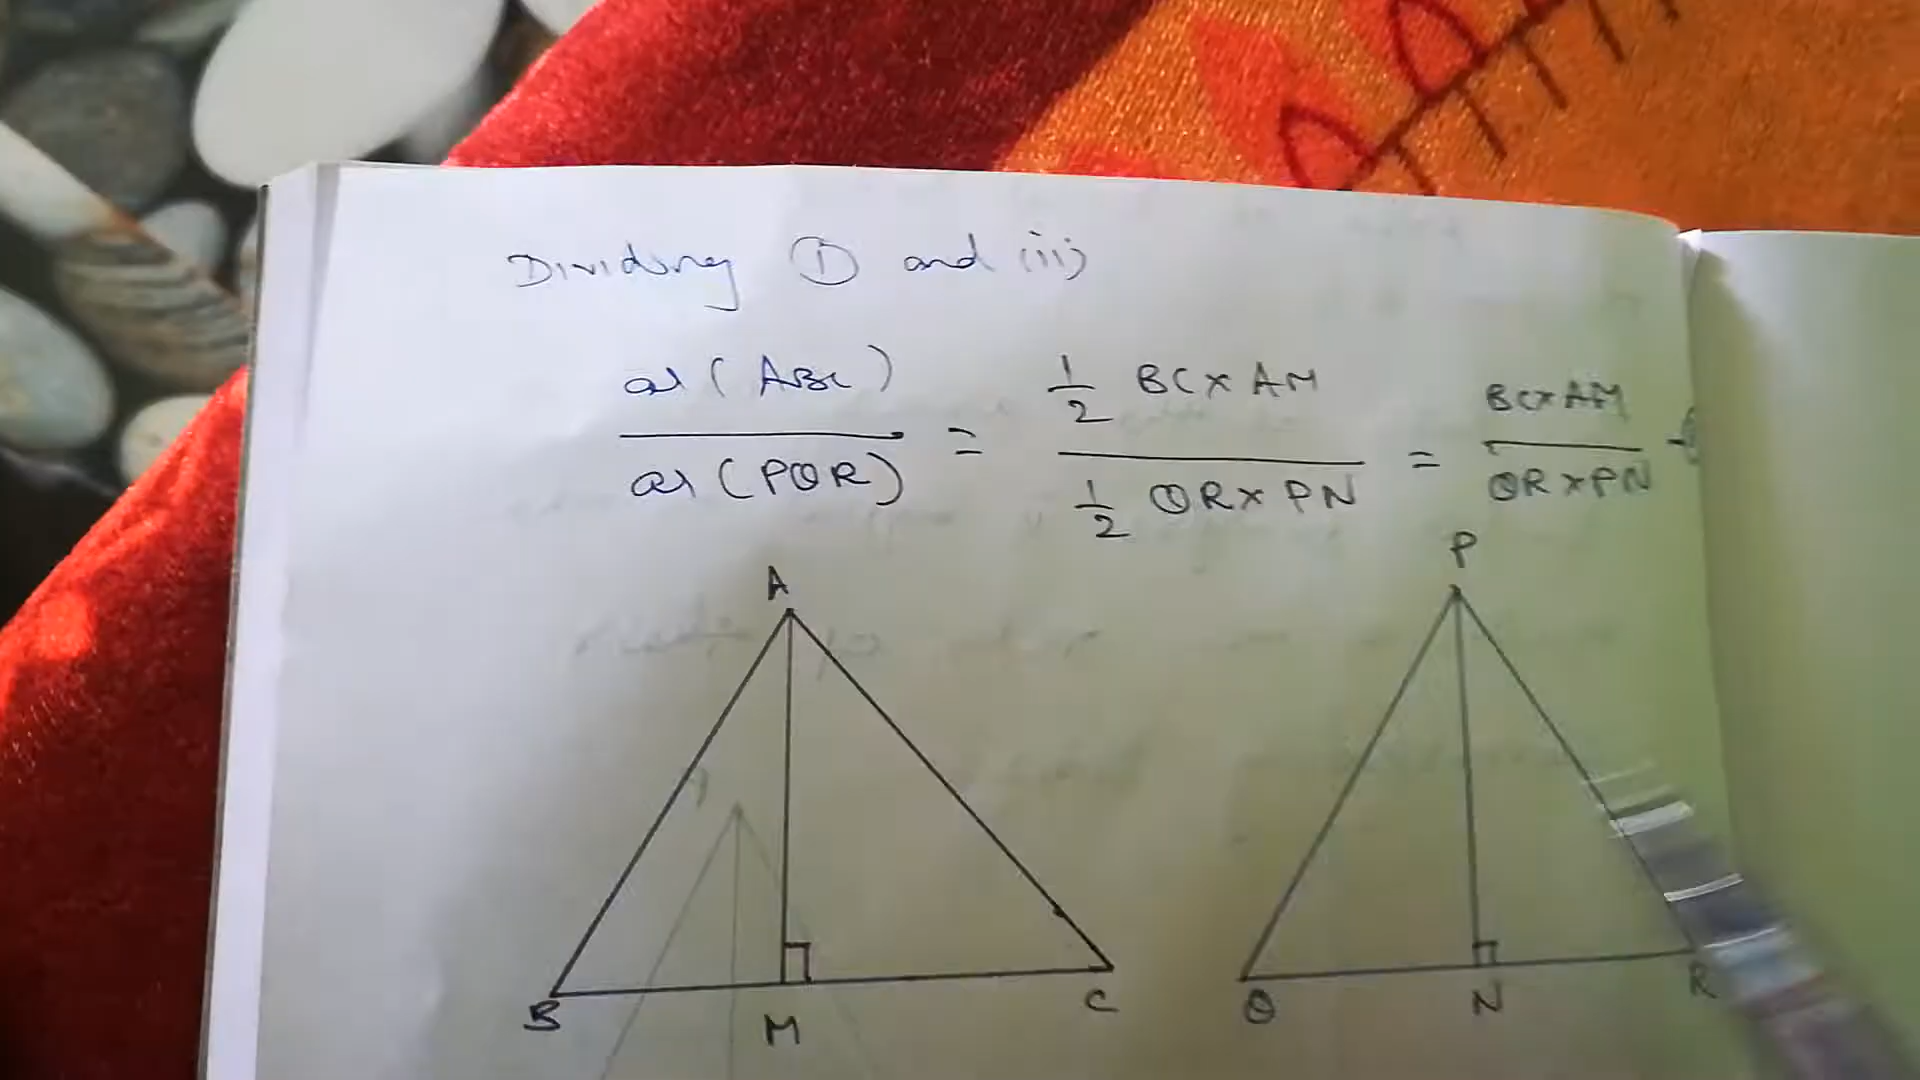 Dividing (i) and (ii)
ar (ABC) / ar (PQR) = 1/2 BC × AM / 1/2 QR × PN = BC × AM / QR × PN
A
P
B
M
C
Q
N
R